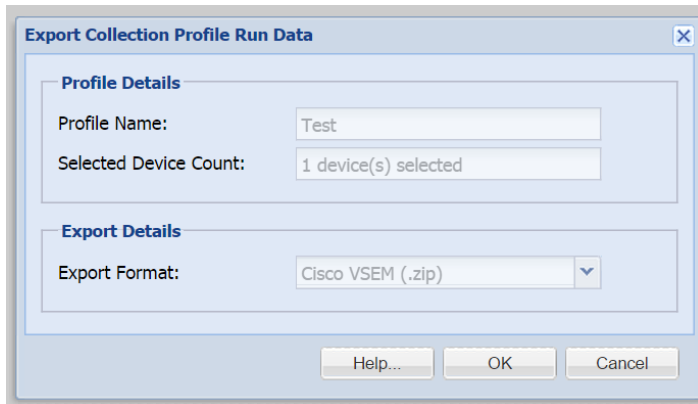 Export Collection Profile Run Data
Profile Details
Profile Name: Test
Selected Device Count: 1 device(s) selected
Export Details
Export Format: Cisco VSEM (.zip)
Help... OK Cancel